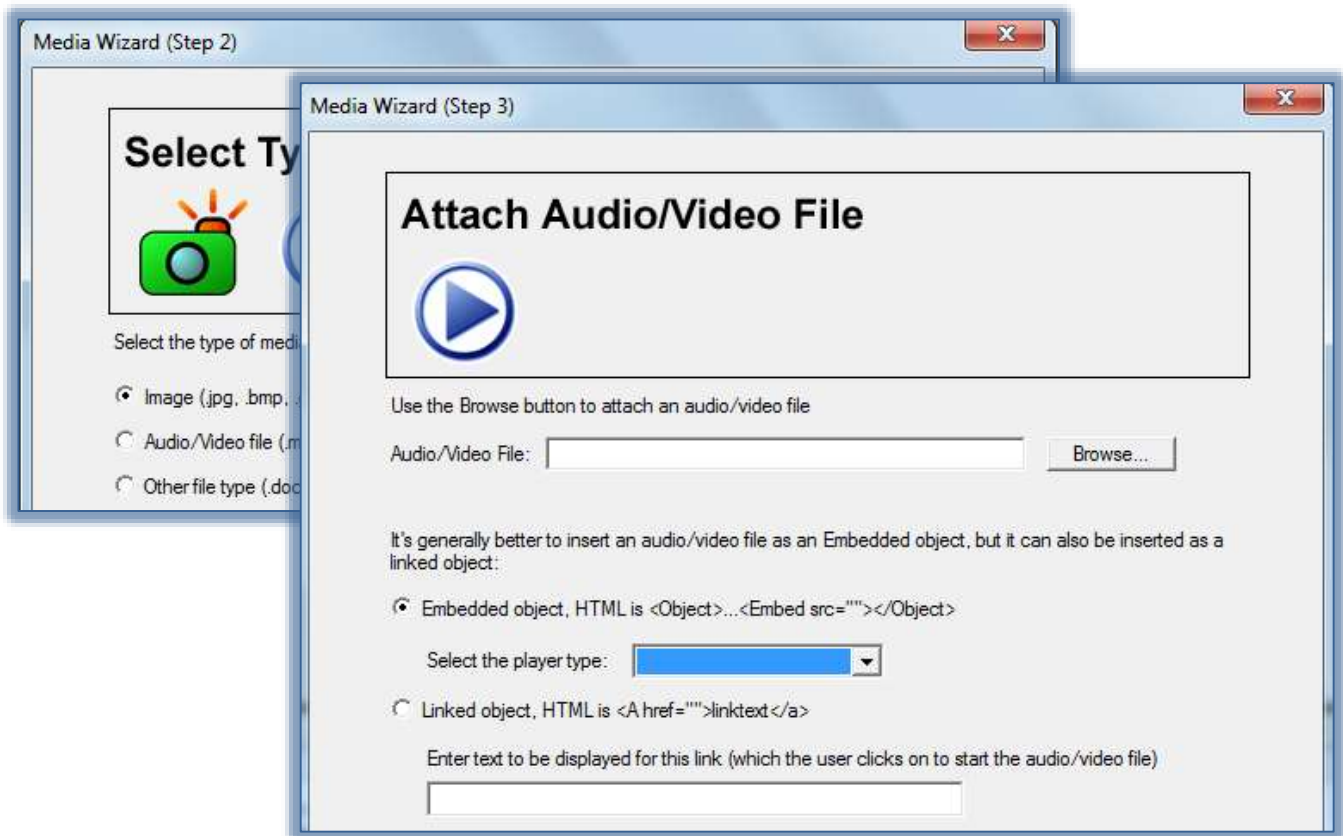 Media Wizard (Step 2)
Select Ty
Select the type of medi
Image (.jpg, .bmp, .
Audio/Video file (.m
Other file type (.doc
Media Wizard (Step 3)
Attach Audio/Video File
Use the Browse button to attach an audio/video file
Audio/Video File:
Browse...
It's generally better to insert an audio/video file as an Embedded object, but it can also be inserted as a
linked object:
Embedded object, HTML is <Object>...<Embed src=""></Object>
Select the player type:
Linked object, HTML is <A href="">linktext</a>
Enter text to be displayed for this link (which the user clicks on to start the audio/video file)